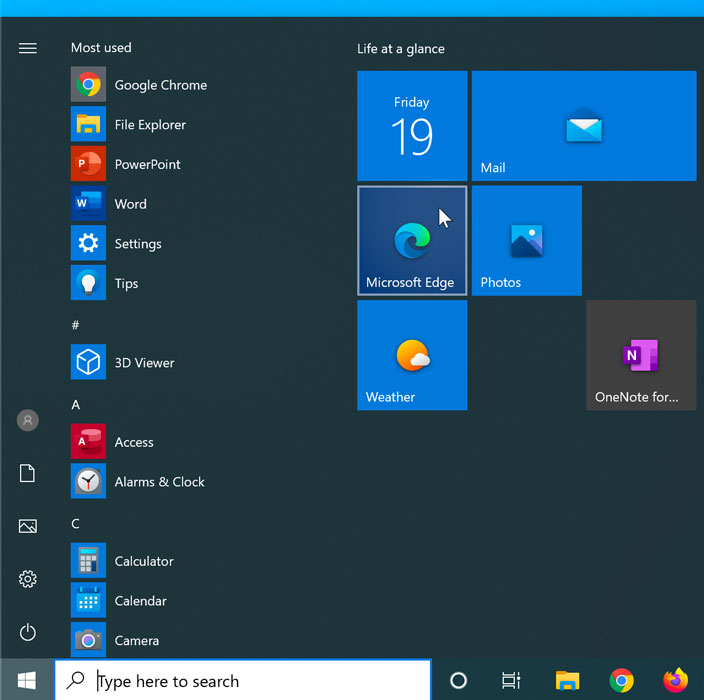 Most used
Google Chrome
File Explorer
PowerPoint
Word
Settings
Tips
#
3D Viewer
A
Access
Alarms & Clock
C
Calculator
Calendar
Camera
Life at a glance
Friday
19
Mail
Microsoft Edge
Photos
Weather
OneNote for...
Type here to search